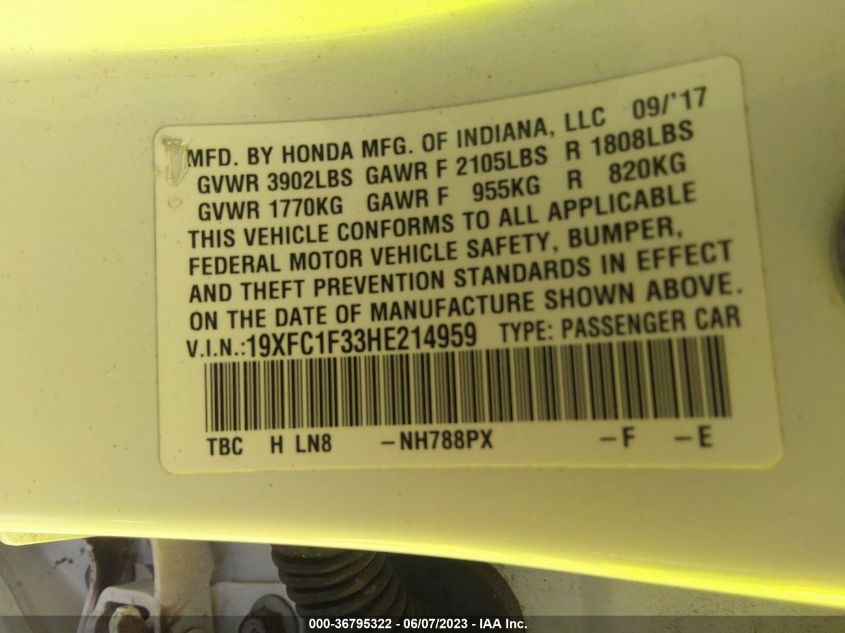 MFD. BY HONDA MFG. OF INDIANA, LLC 09/'17
GVWR 3902LBS GAWR F 2105LBS R 1808LBS
GVWR 1770KG GAWR F 955KG R 820KG
THIS VEHICLE CONFORMS TO ALL APPLICABLE
FEDERAL MOTOR VEHICLE SAFETY, BUMPER,
AND THEFT PREVENTION STANDARDS IN EFFECT
ON THE DATE OF MANUFACTURE SHOWN ABOVE.
V.I.N.:19XFC1F33HE214959 TYPE: PASSENGER CAR
TBC H LN8 -NH788PX -F -E
000-36795322 - 06/07/2023 - IAA Inc.